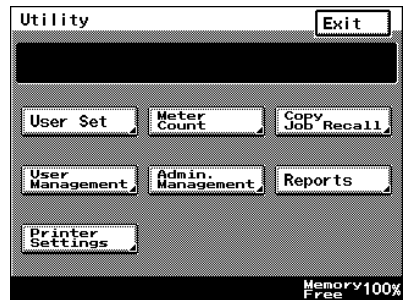 Utility
Exit
User Set
Meter
Count
Copy
Job Recall
User
Management
Admin.
Management
Reports
Printer
Settings
Memory
Free 100%